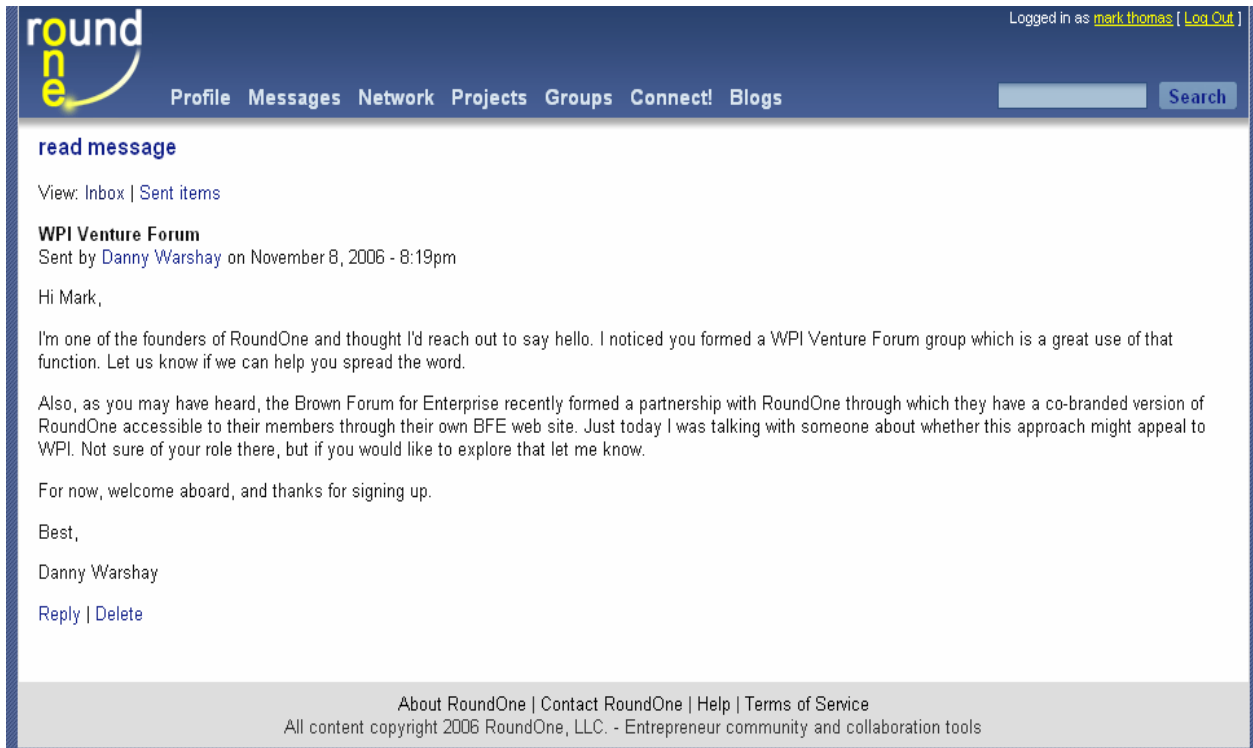 round
one
Logged in as mark thomas [ Log Out ]
Profile Messages Network Projects Groups Connect! Blogs
Search
read message
View: Inbox | Sent items
WPI Venture Forum
Sent by Danny Warshay on November 8, 2006 - 8:19pm
Hi Mark,
I'm one of the founders of RoundOne and thought I'd reach out to say hello. I noticed you formed a WPI Venture Forum group which is a great use of that
function. Let us know if we can help you spread the word.
Also, as you may have heard, the Brown Forum for Enterprise recently formed a partnership with RoundOne through which they have a co-branded version of
RoundOne accessible to their members through their own BFE web site. Just today I was talking with someone about whether this approach might appeal to
WPI. Not sure of your role there, but if you would like to explore that let me know.
For now, welcome aboard, and thanks for signing up.
Best,
Danny Warshay
Reply | Delete
About RoundOne | Contact RoundOne | Help | Terms of Service
All content copyright 2006 RoundOne, LLC. - Entrepreneur community and collaboration tools